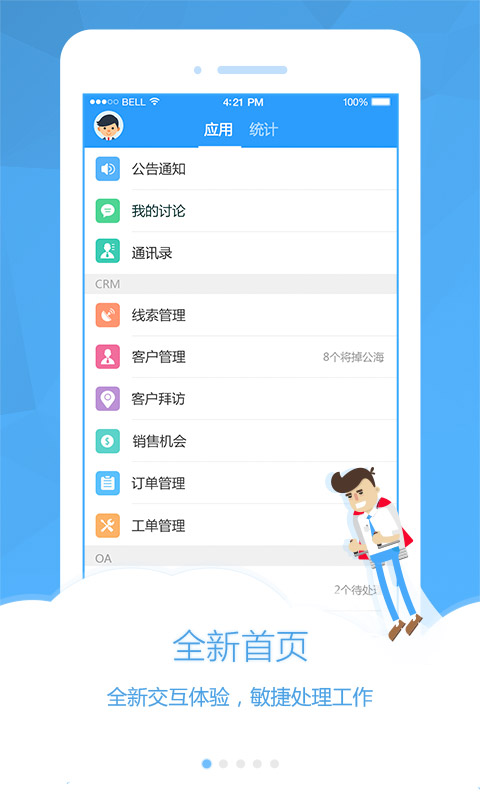 BELL 4:21 PM 100%
应用 统计
公告通知
我的讨论
通讯录
CRM
线索管理
客户管理 8个将掉公海
客户拜访
销售机会
订单管理
工单管理
OA
2个待处
全新首页
全新交互体验，敏捷处理工作